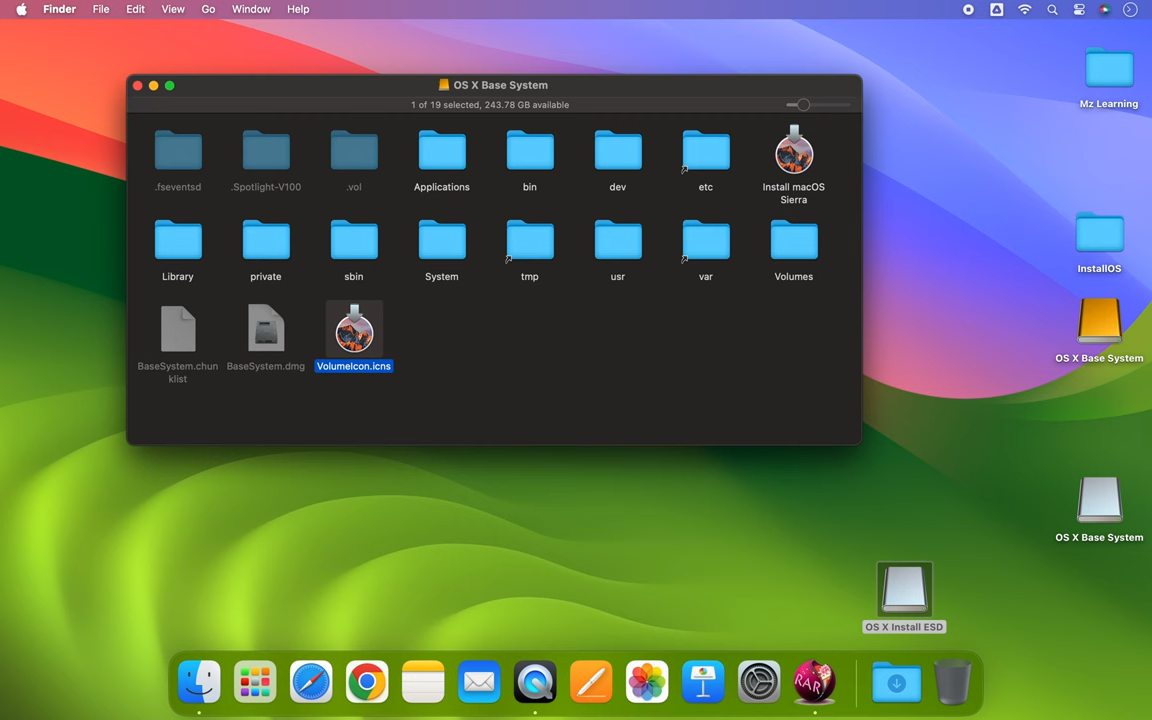 Finder File Edit View Go Window Help
OS X Base System
1 of 19 selected, 243.78 GB available
.fseventsd .Spotlight-V100 .vol Applications bin dev etc Install macOS
Sierra
Library private sbin System tmp usr var Volumes
BaseSystem.chun BaseSystem.dmg VolumeIcon.icns
klist
Mz Learning
InstallOS
OS X Base System
OS X Base System
OS X Install ESD
RAR